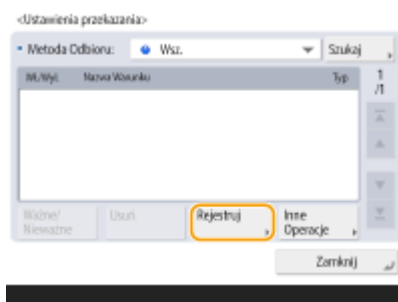 <Ustawienia przekazania>
Metoda Odbioru: Wsz. Szukaj
Wł./Wył. Nazwa Warunku Typ 1
/1
Ważne/ Usuń Rejestruj Inne
Nieważne Operacje
Zamknij